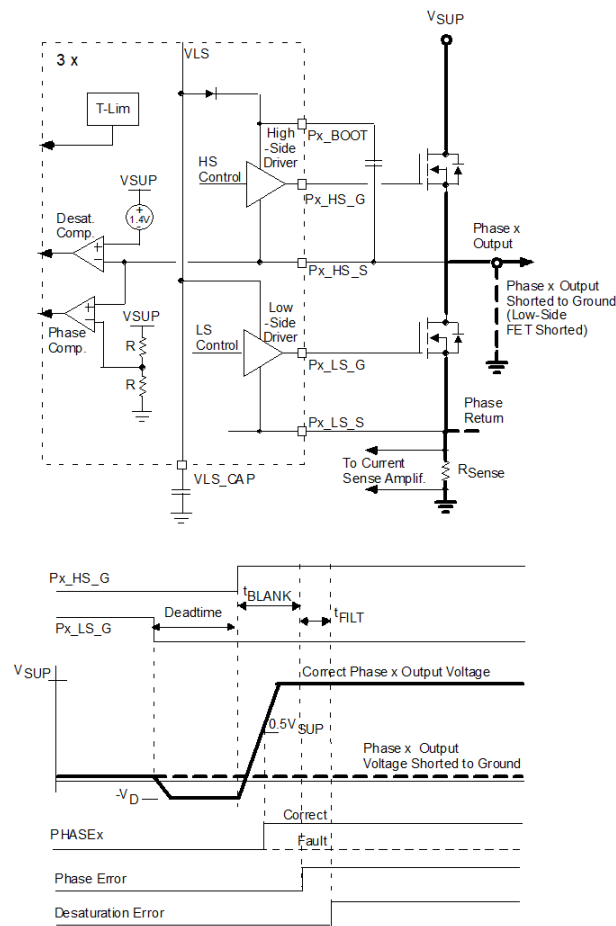 VSUP
3 x
VLS
T-Lim
High
-Side
Driver
Px_BOOT
HS
Control
Px_HS_G
VSUP
+
1.4V
-
Desat.
Comp.
+
-
Px_HS_S
Phase x
Output
Phase x Output
Shorted to Ground
(Low-Side
FET Shorted)
+
-
Phase
Comp.
VSUP
R
R
Low
-Side
Driver
LS
Control
Px_LS_G
Phase
Return
Px_LS_S
To Current
Sense Amplif.
RSense
VLS_CAP
Px_HS_G
tBLANK
Deadtime
tFILT
Px_LS_G
VSUP
Correct Phase x Output Voltage
0.5VSUP
Phase x Output
Voltage Shorted to Ground
-VD
PHASEx
Correct
Fault
Phase Error
Desaturation Error